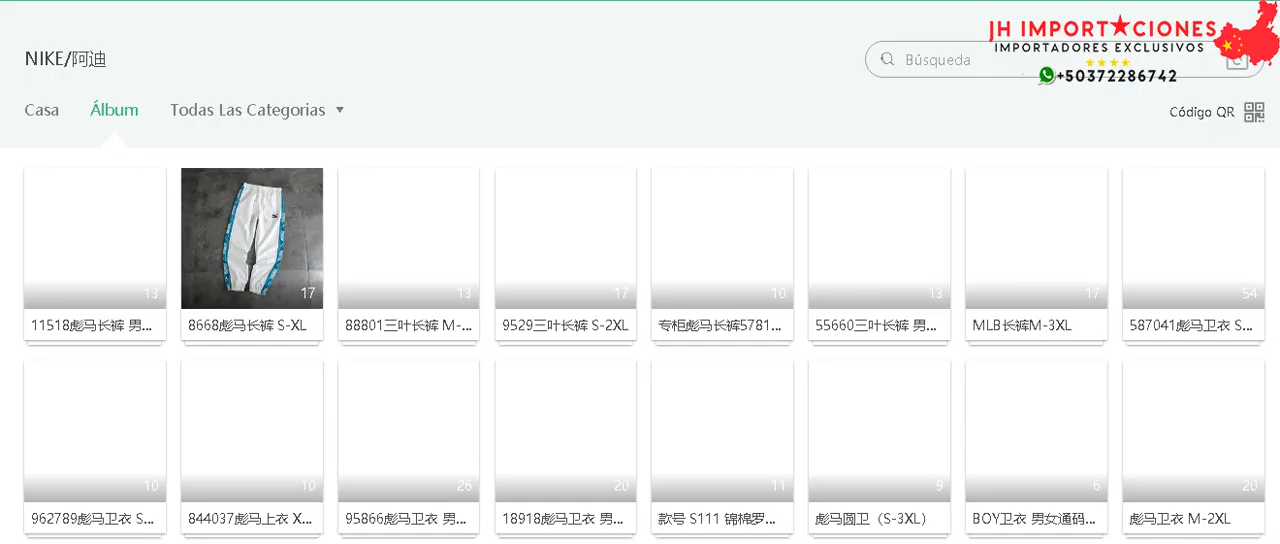 JH IMPORT★CIONES
IMPORTADORES EXCLUSIVOS
+50372286742
NIKE/阿迪
Búsqueda
Casa
Álbum
Todas Las Categorias
Código QR
13
17
13
17
10
13
17
54
11518彪马长裤 男...
8668彪马长裤 S-XL
88801三叶长裤 M-...
9529三叶长裤 S-2XL
专柜彪马长裤5781...
55660三叶长裤 男...
MLB长裤M-3XL
587041彪马卫衣 S...
10
10
26
20
11
9
6
20
962789彪马卫衣 S...
844037彪马上衣 X...
95866彪马卫衣 男...
18918彪马卫衣 男...
款号 S111 锦棉罗...
彪马圆卫（S-3XL）
BOY卫衣 男女通码...
彪马卫衣 M-2XL